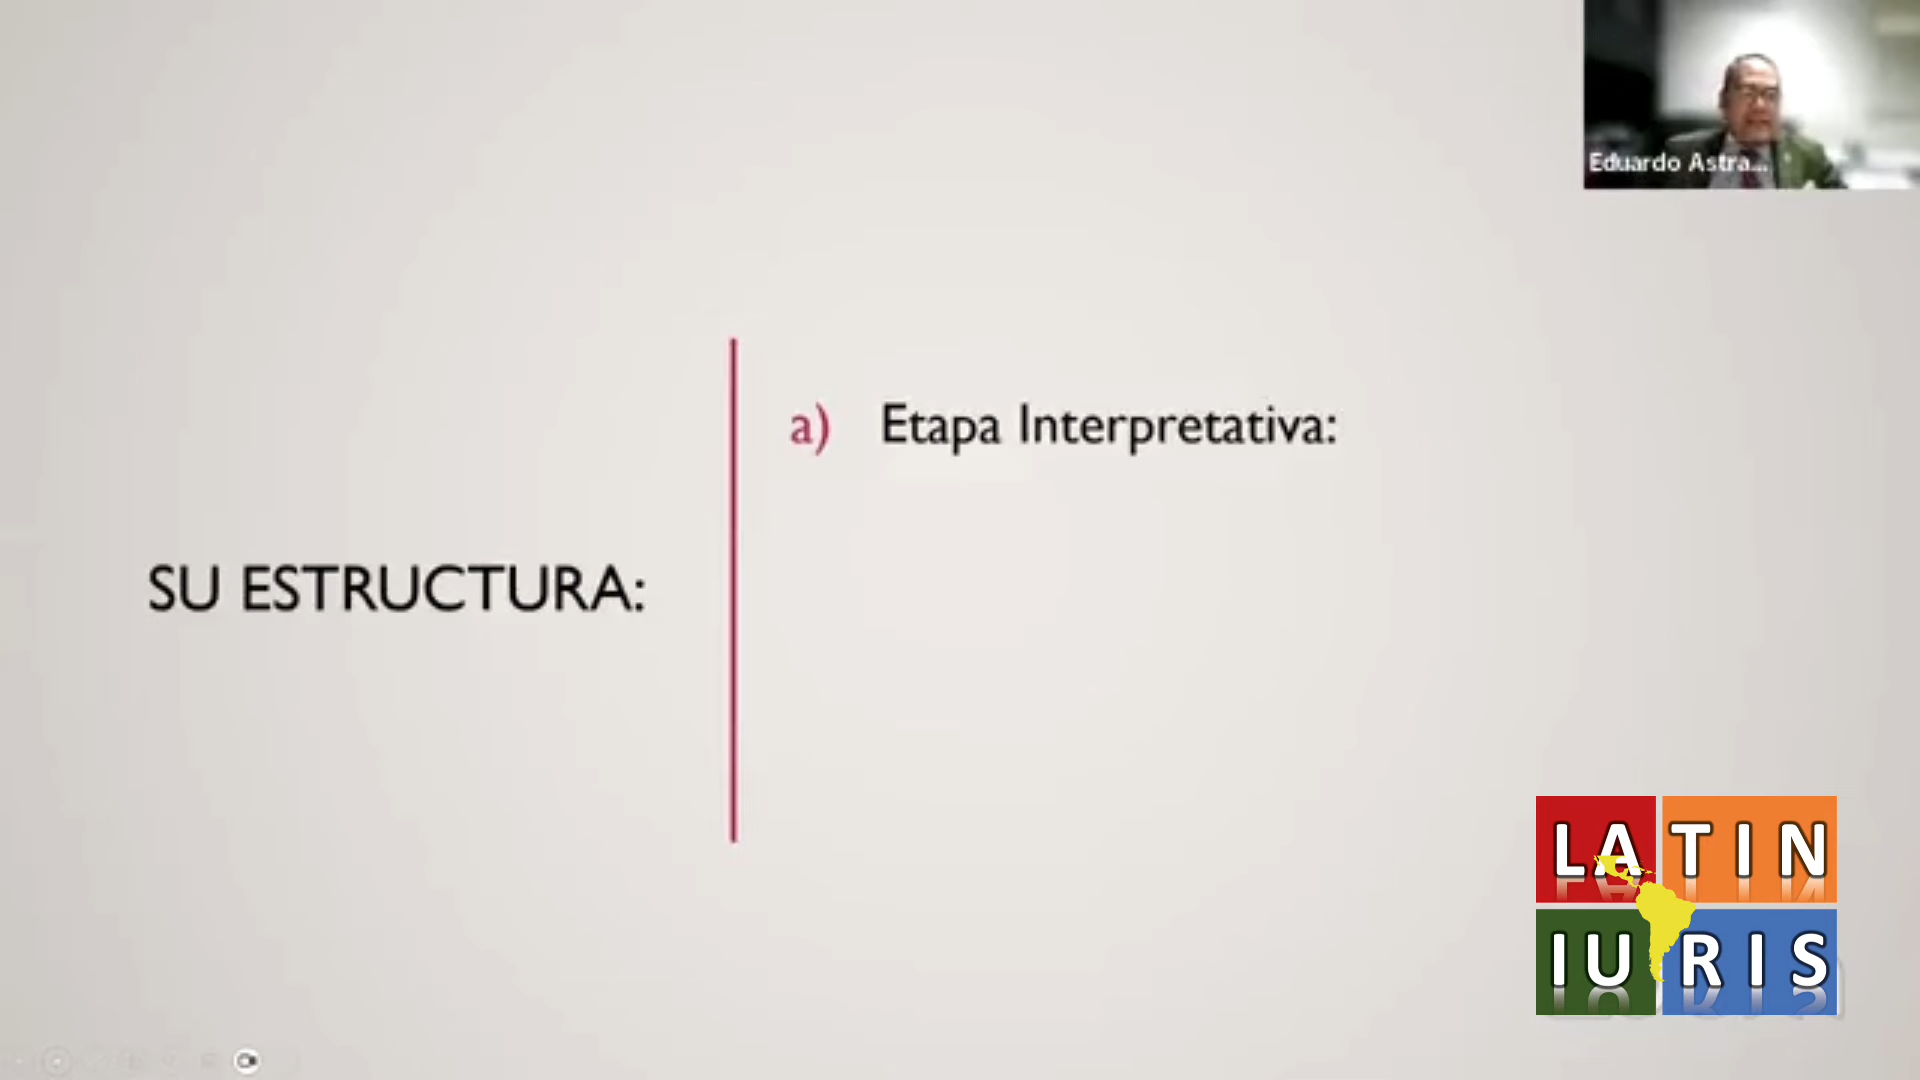 Eduardo Astra...
a) Etapa Interpretativa:
SU ESTRUCTURA:
LATIN
IURIS